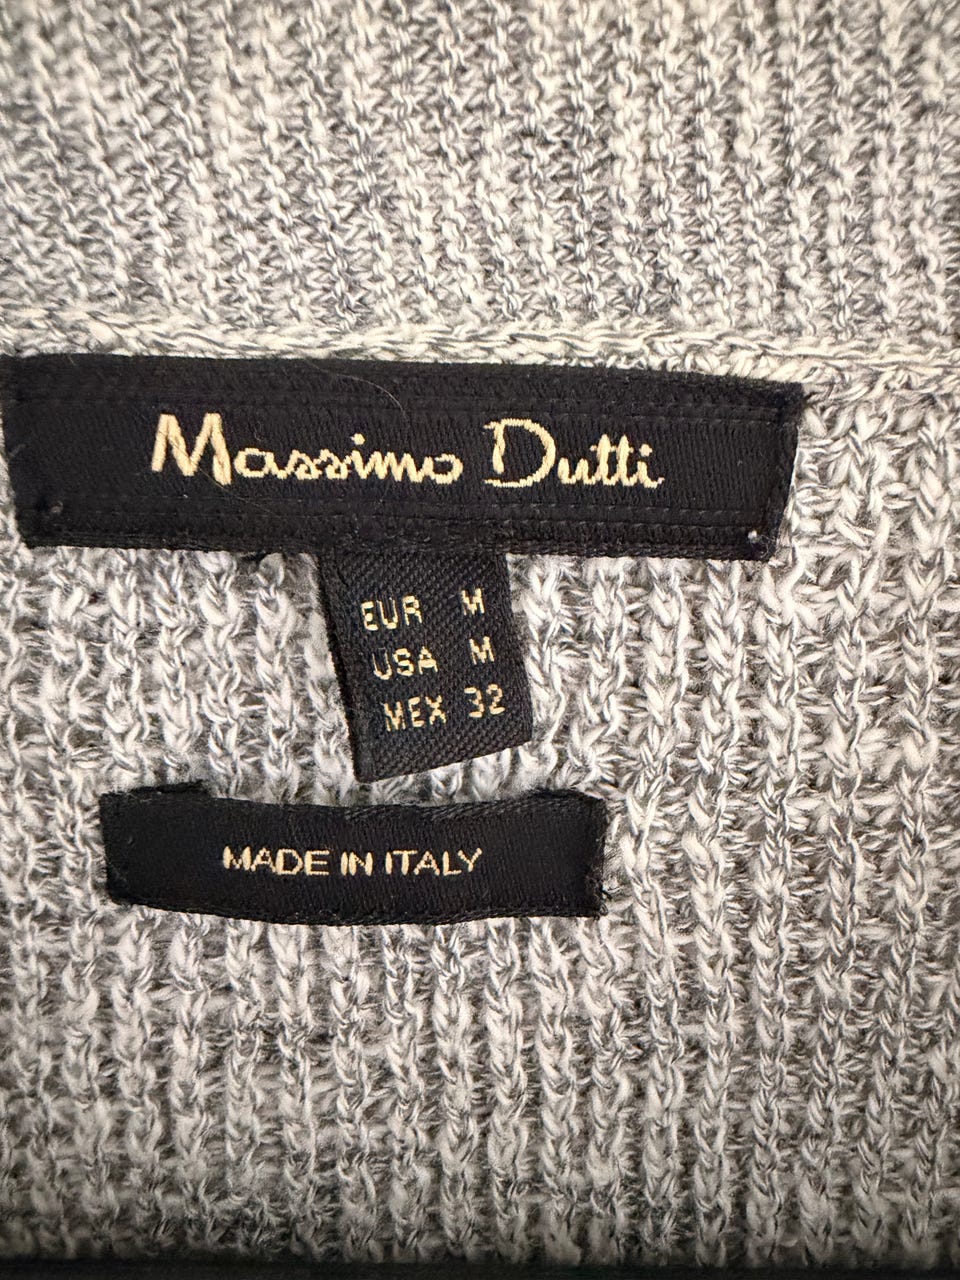 Massimo Dutti
EUR M
USA M
MEX 32
MADE IN ITALY